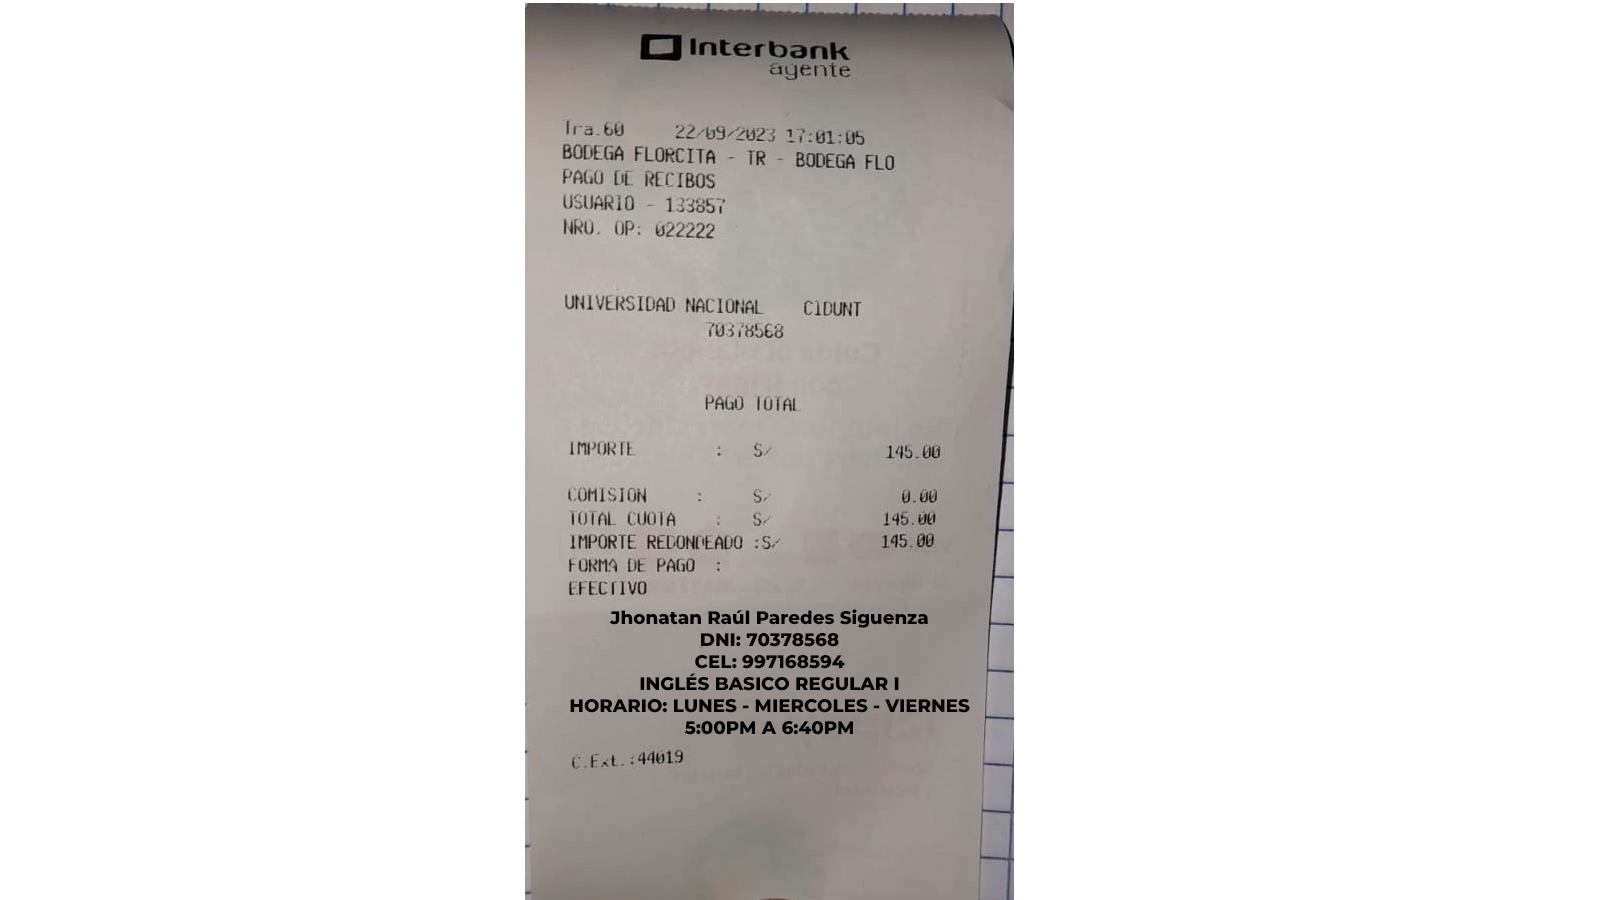 Interbank
agente
Tra.60 22/09/2023 17:01:05
BODEGA FLORCITA - TR - BODEGA FLO
PAGO DE RECIBOS
USUARIO - 133857
NRO. OP: 022222
UNIVERSIDAD NACIONAL CIDUNT
70378568
PAGO TOTAL
IMPORTE : S/ 145.00
COMISION : S/ 0.00
TOTAL CUOTA : S/ 145.00
IMPORTE REDONDEADO :S/ 145.00
FORMA DE PAGO :
EFECTIVO
Jhonatan Raúl Paredes Siguenza
DNI: 70378568
CEL: 997168594
INGLÉS BASICO REGULAR I
HORARIO: LUNES - MIERCOLES - VIERNES
5:00PM A 6:40PM
C.Ext.:44019